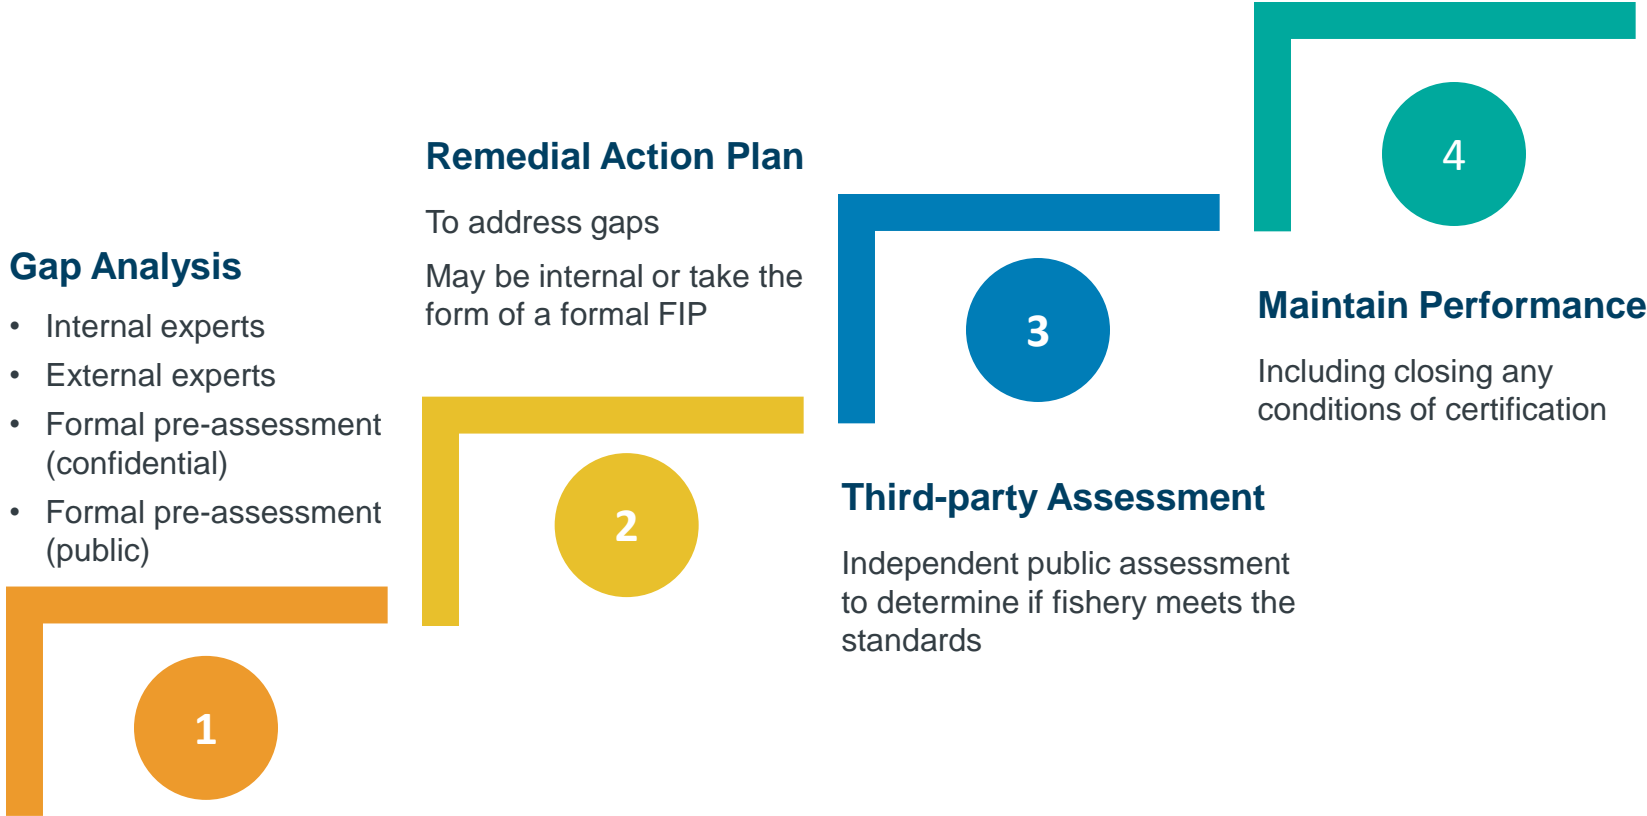 Gap Analysis
• Internal experts
• External experts
• Formal pre-assessment
(confidential)
• Formal pre-assessment
(public)
1
Remedial Action Plan
To address gaps
May be internal or take the
form of a formal FIP
2
3
Third-party Assessment
Independent public assessment
to determine if fishery meets the
standards
4
Maintain Performance
Including closing any
conditions of certification